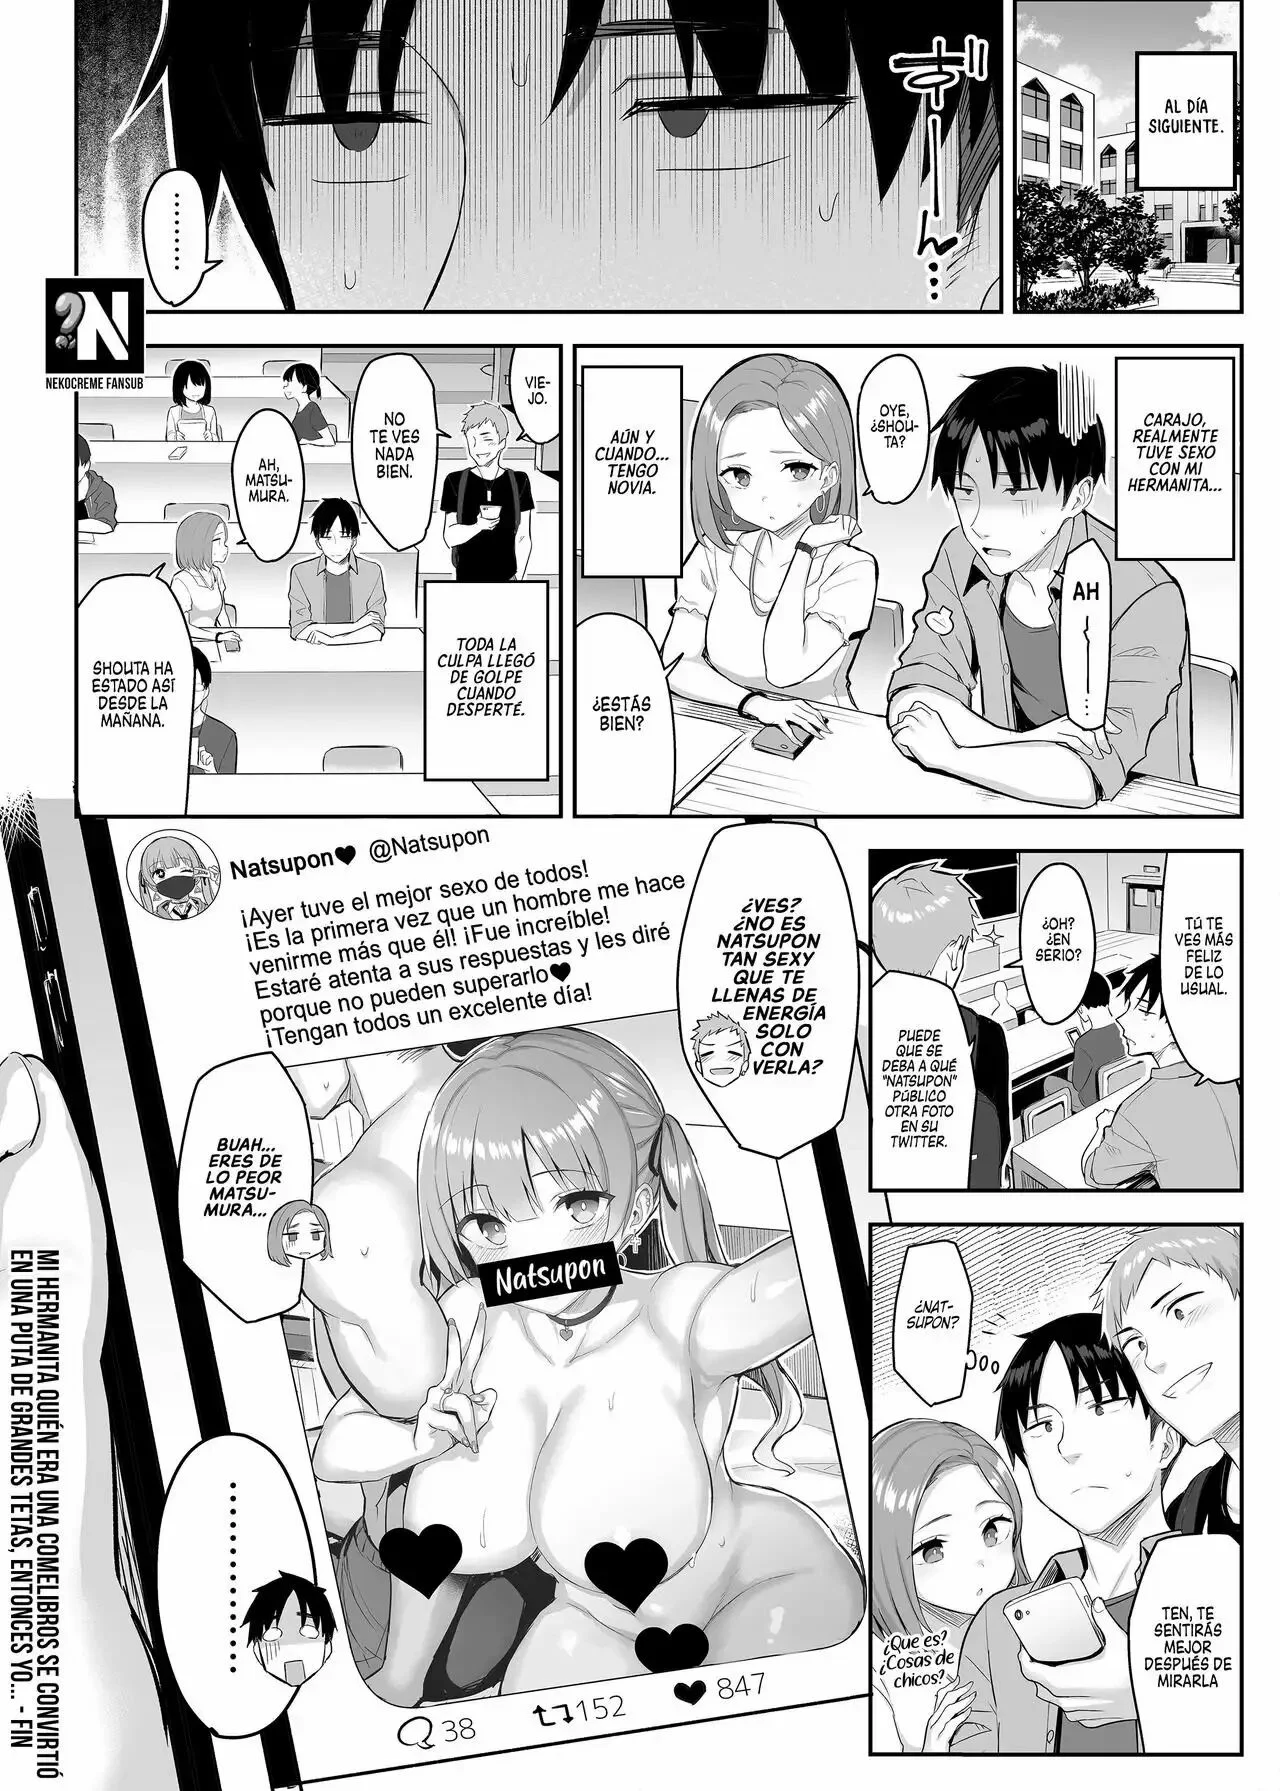 AL DÍA
SIGUIENTE.
ず
ー
ん
…
........
N
NEKOCREME FANSUB
CARAJO,
REALMENTE
TUVE SEXO
CON MI
HERMANITA...
OYE,
¿SHOU-
TA?
AÚN Y
CUANDO...
TENGO
NOVIA.
AH
¿ESTÁS
BIEN?
VIE-
JO.
NO
TE VES
NADA
BIEN.
AH,
MATSU-
MURA.
TODA LA
CULPA LLEGÓ
DE GOLPE
CUANDO
DESPERTÉ.
SHOUTA HA
ESTADO ASÍ
DESDE LA
MAÑANA.
TÚ TE
VES MÁS
FELIZ
DE LO
USUAL.
¿OH?
¿EN
SERIO?
PUEDE
QUE SE
DEBA A QUÉ
"NATSUPON"
PÚBLICO
OTRA FOTO
EN SU
TWITTER.
¿NAT-
SUPON?
TEN, TE
SENTIRÁS
MEJOR
DESPUÉS DE
MIRARLA
¿Que es?
¿Cosas de
chicos?
Natsupon♥ @Natsupon
¡Ayer tuve el mejor sexo de todos!
¡Es la primera vez que un hombre me hace
venirme más que él! ¡Fue increíble!
Estaré atenta a sus respuestas y les diré
porque no pueden superarlo♥
¡Tengan todos un excelente día!
¿VES?
¿NO ES
NATSUPON
TAN SEXY
QUE TE
LLENAS DE
ENERGÍA
SOLO
CON
VERLA?
BUAH...
ERES DE
LO PEOR
MATSU-
MURA...
Natsupon
..........
38
152
♥ 847
MI HERMANITA QUIÉN ERA UNA COMELIBROS SE CONVIRTIÓ
EN UNA PUTA DE GRANDES TETAS, ENTONCES YO... - FIN